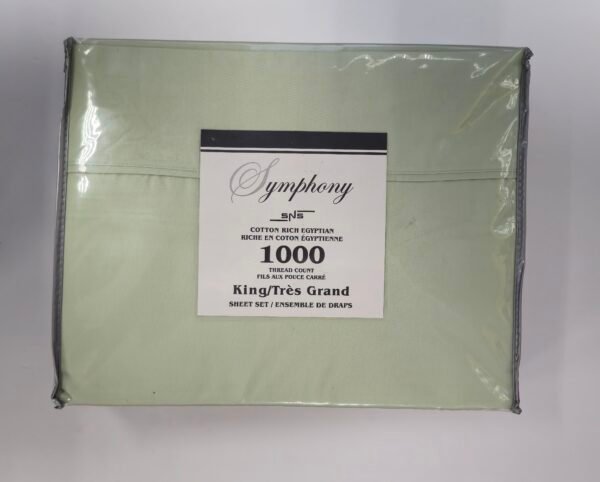 Symphony
SNS
COTTON RICH EGYPTIAN
RICHE EN COTON ÉGYPTIENNE
1000
THREAD COUNT
FILS AUX POUCE CARRÉ
King/Très Grand
SHEET SET / ENSEMBLE DE DRAPS